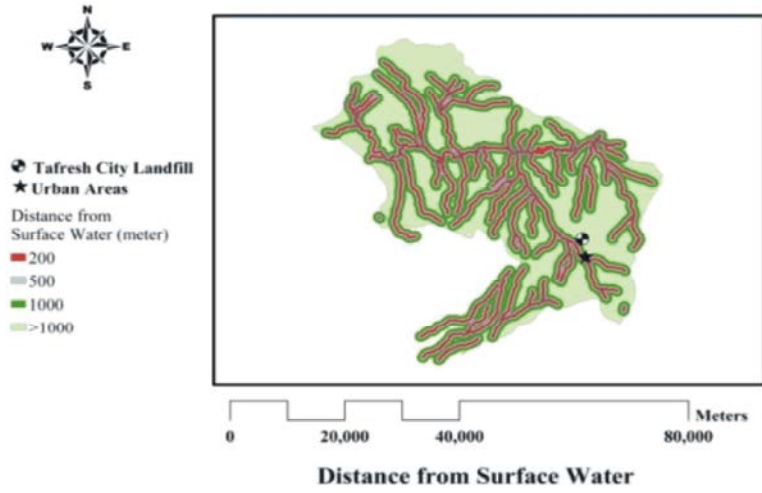 N
W E
S
Tafresh City Landfill
Urban Areas
Distance from
Surface Water (meter)
200
500
1000
>1000
Meters
0 20,000 40,000 80,000
Distance from Surface Water